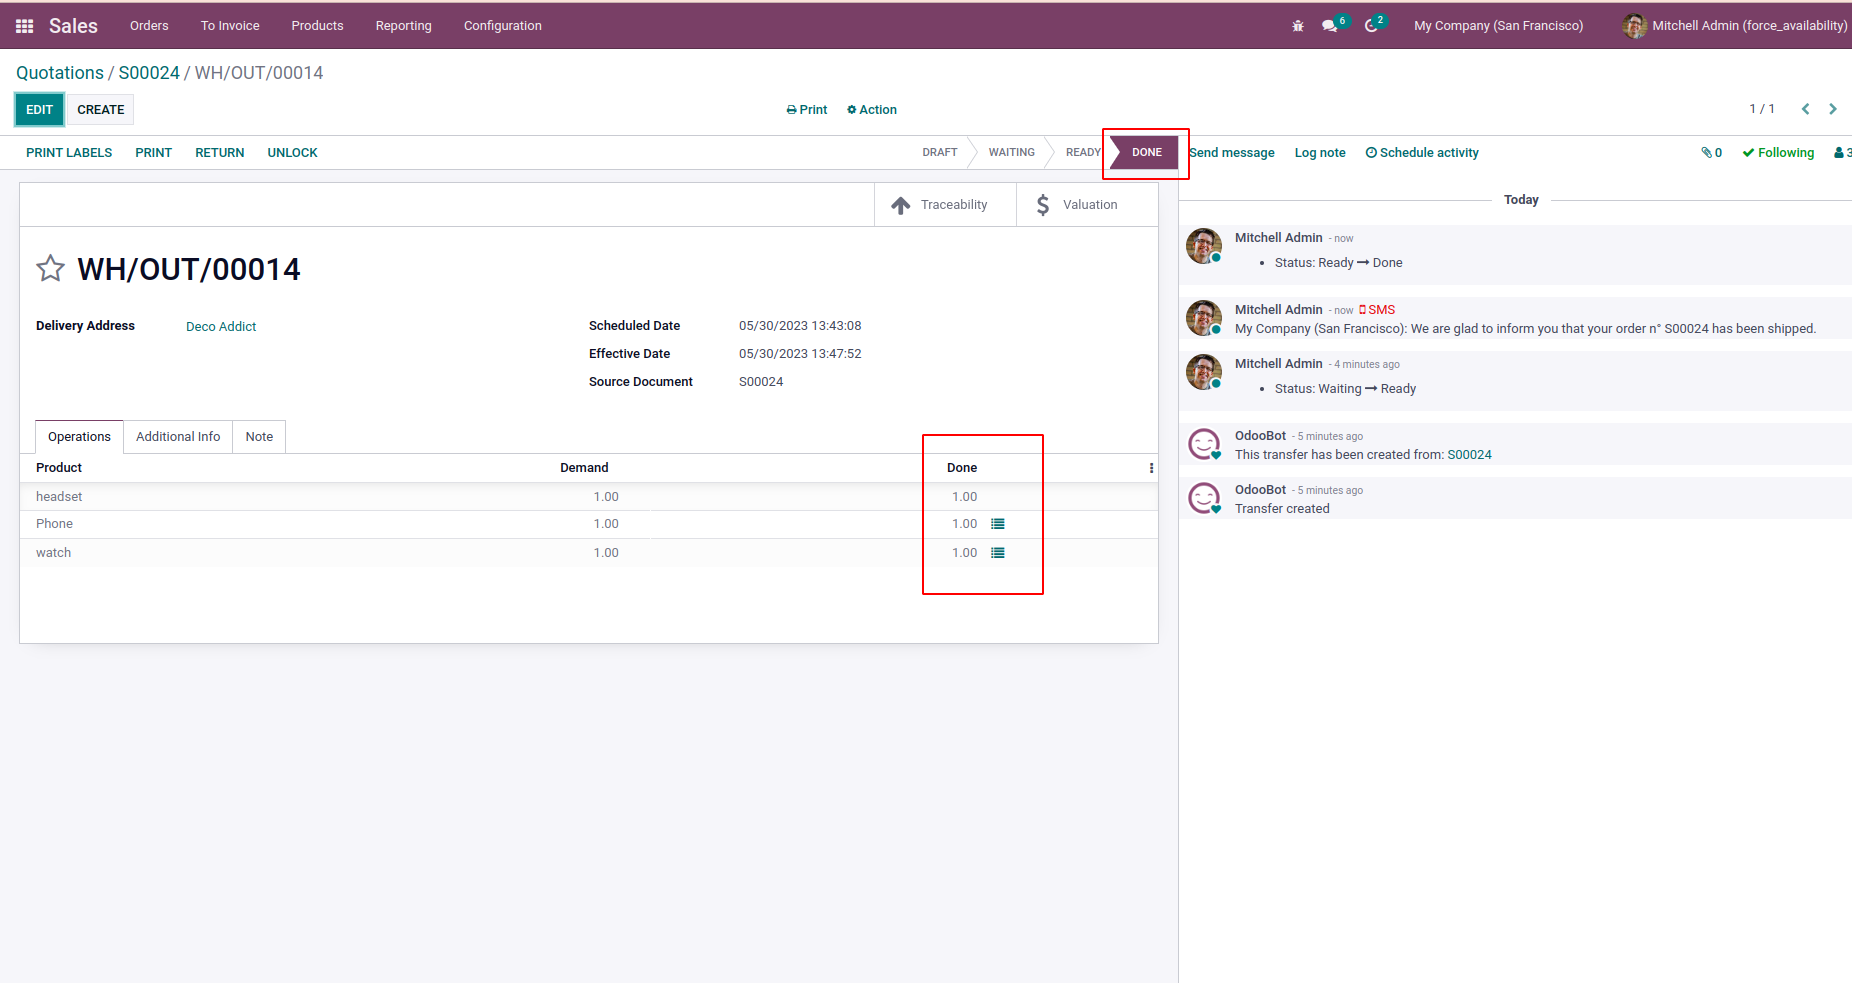 Sales Orders To Invoice Products Reporting Configuration 6 2 My Company (San Francisco) Mitchell Admin (force_availability)
Quotations / S00024 / WH/OUT/00014
EDIT CREATE Print Action 1 / 1
PRINT LABELS PRINT RETURN UNLOCK DRAFT WAITING READY DONE Send message Log note Schedule activity 0 Following 3
Traceability Valuation
WH/OUT/00014
Delivery Address Deco Addict
Scheduled Date 05/30/2023 13:43:08
Effective Date 05/30/2023 13:47:52
Source Document S00024
Operations Additional Info Note
Product Demand Done
headset 1.00 1.00
Phone 1.00 1.00
watch 1.00 1.00
Today
Mitchell Admin - now
• Status: Ready → Done
Mitchell Admin - now SMS
My Company (San Francisco): We are glad to inform you that your order n° S00024 has been shipped.
Mitchell Admin - 4 minutes ago
• Status: Waiting → Ready
OdooBot - 5 minutes ago
This transfer has been created from: S00024
OdooBot - 5 minutes ago
Transfer created